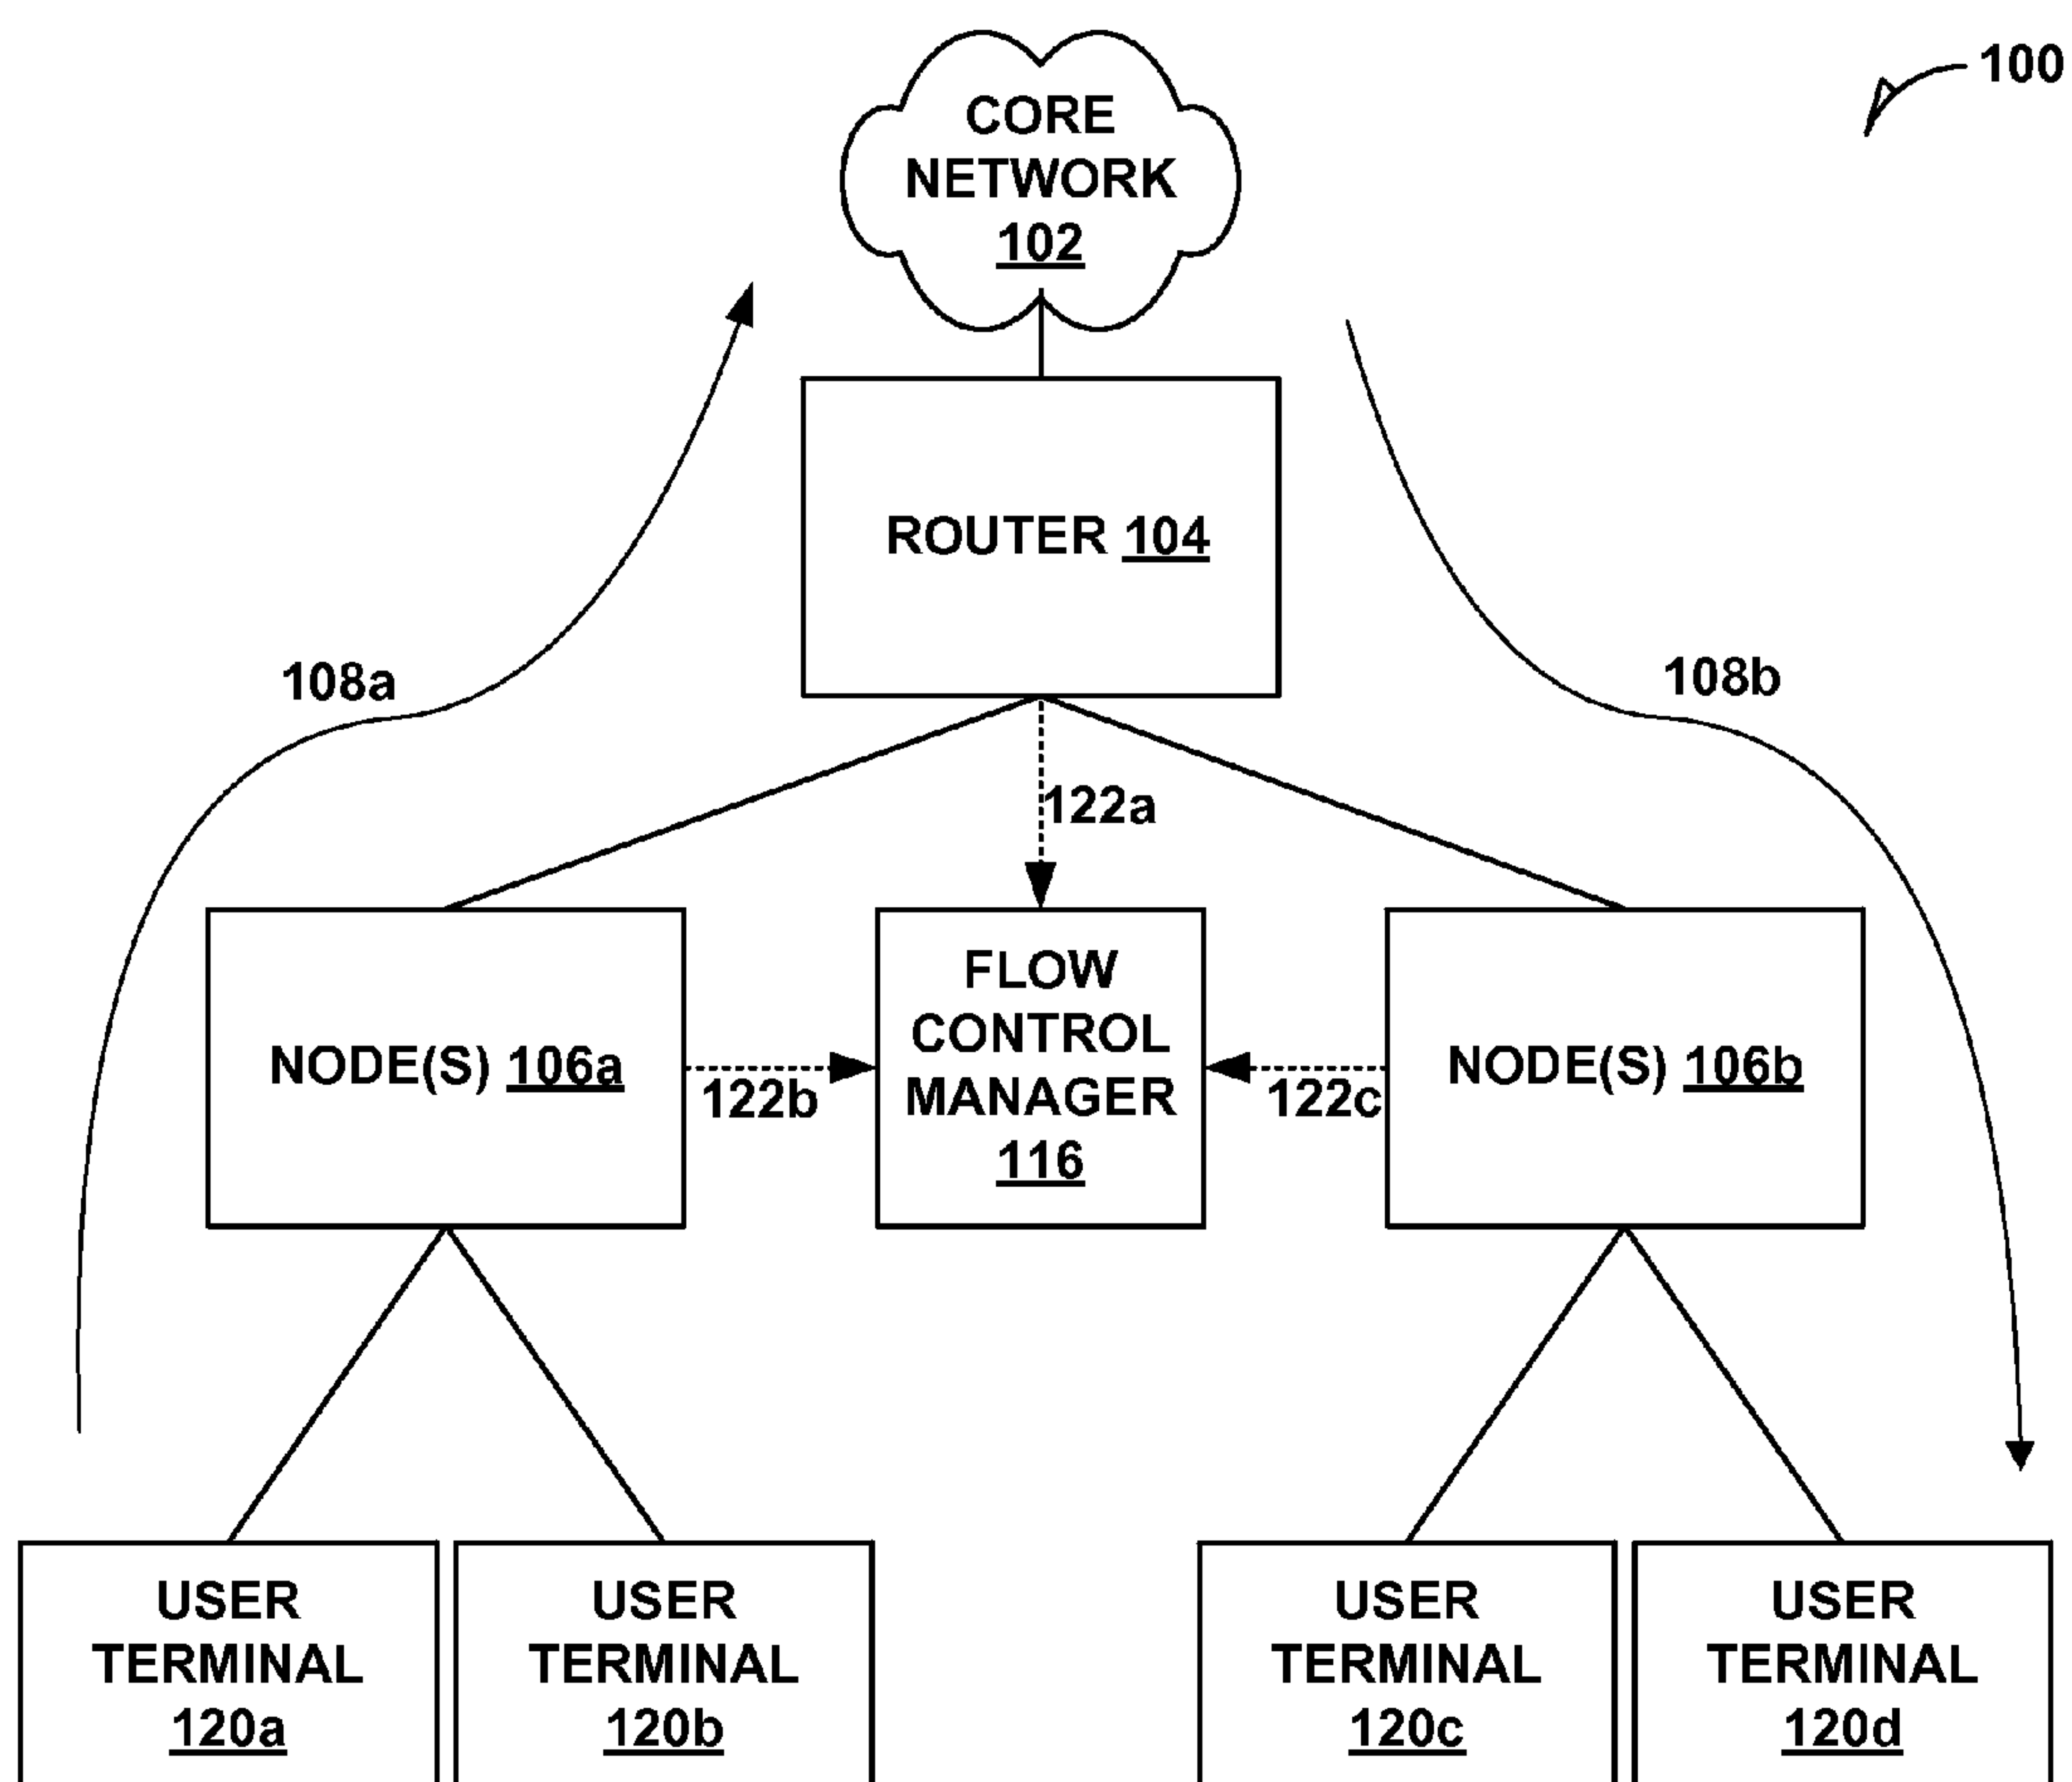 100
CORE
NETWORK
102
ROUTER 104
108a
108b
122a
FLOW
CONTROL
MANAGER
116
NODE(S) 106a
122b
122c
NODE(S) 106b
USER
TERMINAL
120a
USER
TERMINAL
120b
USER
TERMINAL
120c
USER
TERMINAL
120d